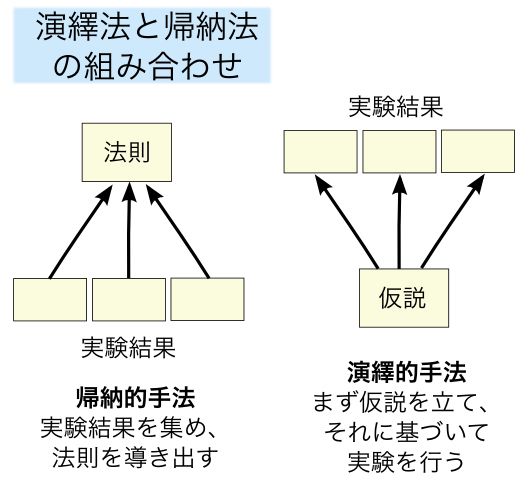 演繹法と帰納法
の組み合わせ
法則
実験結果
帰納的手法
実験結果を集め、
法則を導き出す
実験結果
仮説
演繹的手法
まず仮説を立て、
それに基づいて
実験を行う